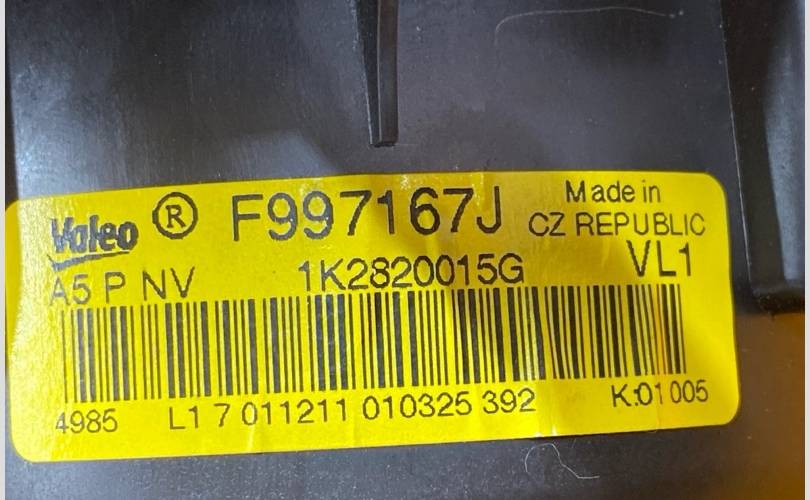 Valeo ® F997167J Made in
CZ REPUBLIC
A5 P NV 1K2820015G VL1
4985 L1 7 011211 010325 392 K:01 005